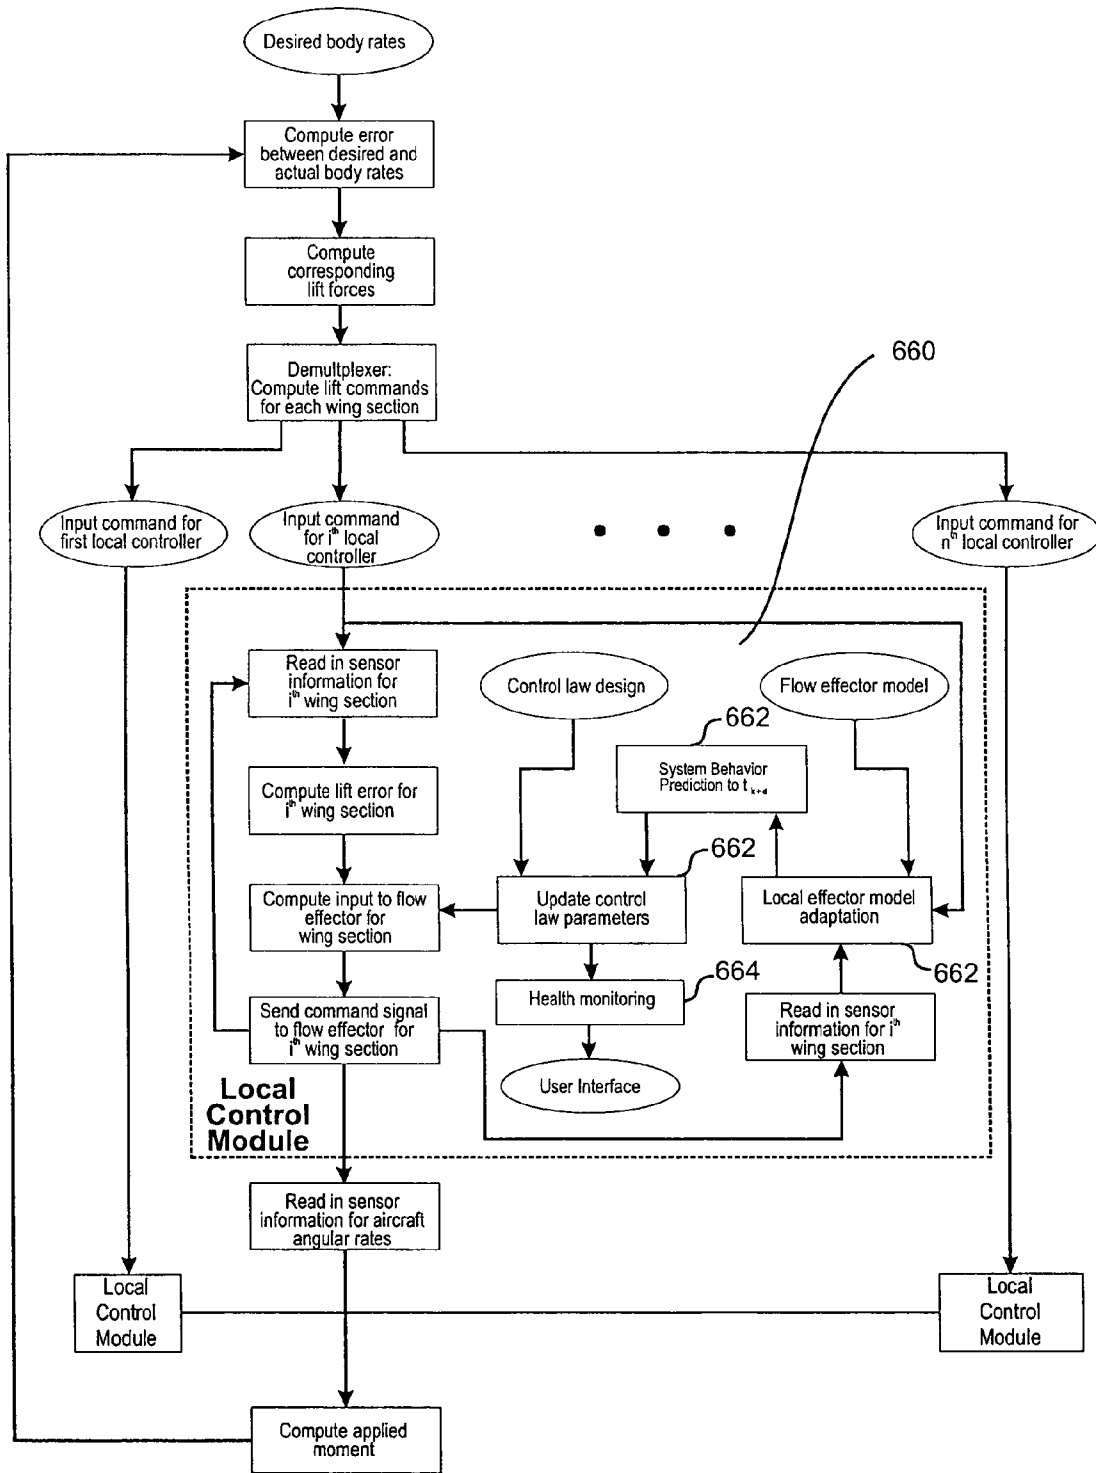 Desired body rates
Compute error
between desired and
actual body rates
Compute
corresponding
lift forces
Demultplexer:
Compute lift commands
for each wing section
660
Input command for
first local controller
Input command
for ith local
controller
Input command for
nth local controller
Read in sensor
information for
ith wing section
Control law design
Flow effector model
662
System Behavior
Prediction to t k+d
Compute lift error for
ith wing section
662
Compute input to flow
effector for
wing section
Update control
law parameters
Local effector model
adaptation
662
664
Health monitoring
Send command signal
to flow effector for
ith wing section
Read in sensor
information for ith
wing section
User Interface
Local
Control
Module
Read in sensor
information for aircraft
angular rates
Local
Control
Module
Local
Control
Module
Compute applied
moment